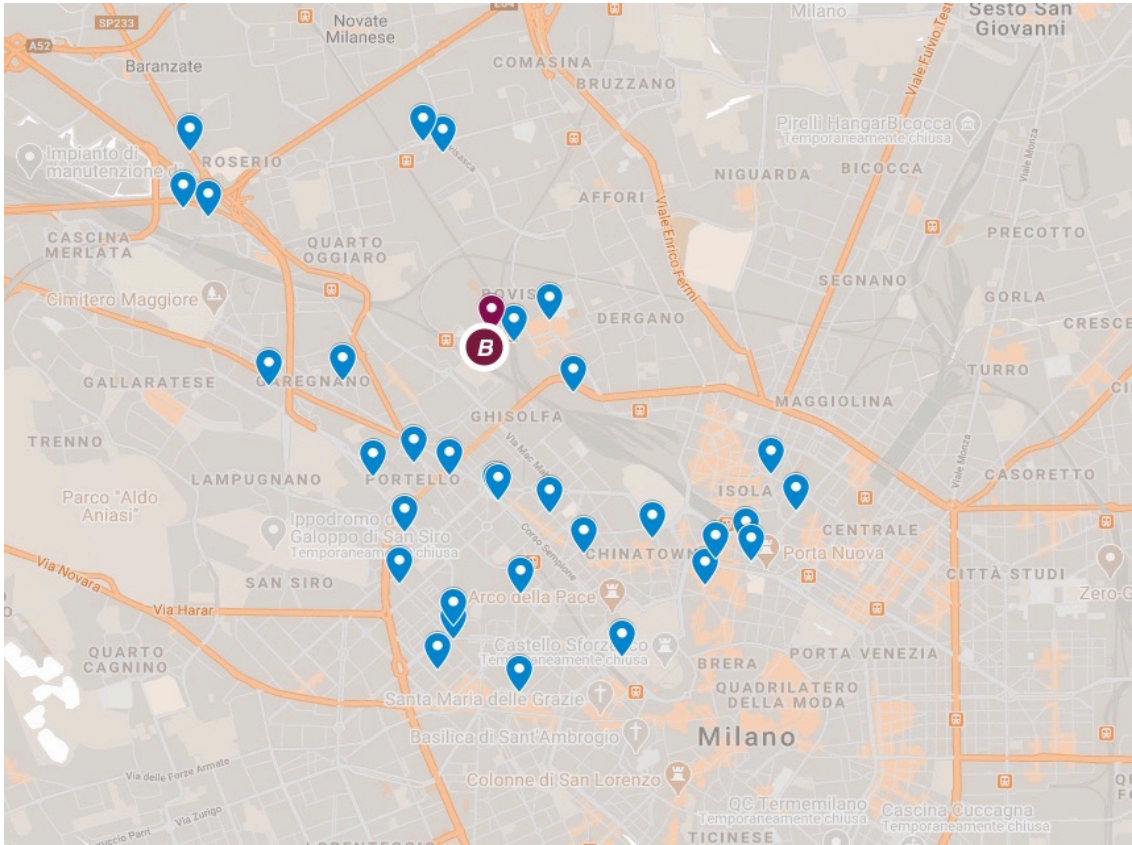 Milano
Sesto San
Giovanni
Novate
Milanese
SP233
A52
Baranzate
COMASINA
BRUZZANO
Viale Fulvio Testi
Pirelli HangarBicocca
Temporaneamente chiusa
Viale Monza
Impianto di
manutenzione di
ROSERIO
NIGUARDA
BICOCCA
AFFORI
Viale Enrico Fermi
CASCINA
MERLATA
QUARTO
OGGIARO
PRECOTTO
SEGNANO
Cimitero Maggiore
GORLA
DERGANO
TURRO
GALLARATESE
GAREGNANO
MAGGIOLINA
GHISOLFA
TRENNO
Viale Monza
LAMPUGNANO
PORTELLO
CASORETTO
Parco "Aldo
Aniasi"
ISOLA
Ippodromo
Galoppo di San Siro
Temporaneamente chiusa
Corso Sempione
CENTRALE
CHINATOWN
Porta Nuova
Via Novara
SAN SIRO
CITTÀ STUDI
Arco della Pace
Via Harar
QUARTO
CAGNINO
Castello Sforzesco
Temporaneamente chiusa
PORTA VENEZIA
BRERA
Santa Maria delle Grazie
QUADRILATERO
DELLA MODA
Basilica di Sant'Ambrogio
Milano
Via delle Forze Armate
Colonne di San Lorenzo
Via Zurigo
QC Termemilano
Temporaneamente chiusa
Cascina Cuccagna
Temporaneamente chiusa
TICINESE
B